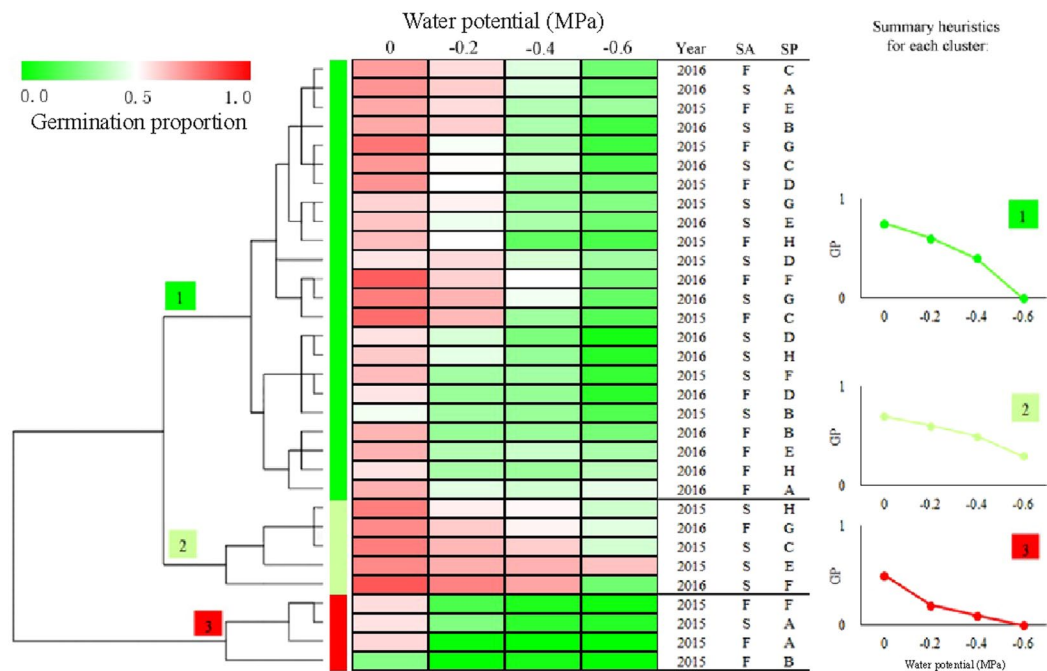 Water potential (MPa)
0 -0.2 -0.4 -0.6 Year SA SP
Summary heuristics
for each cluster:
0.0 0.5 1.0
Germination proportion
2016 F C
2016 S A
2015 F E
2016 S B
2015 F G
2016 S C
2015 F D
2015 S G
2016 S E
2015 F H
2015 S D
2016 F F
2016 S G
2015 F C
2016 S D
2016 S H
2015 S F
2016 F D
2015 S B
2016 F B
2015 F E
2016 F H
2016 F A
2015 S H
2016 F G
2015 S C
2015 S E
2016 S F
2015 F F
2015 S A
2015 F A
2015 F B
1
2
3
1
1
GP
0
0 -0.2 -0.4 -0.6
1
2
GP
0
0 -0.2 -0.4 -0.6
1
3
GP
0
0 -0.2 -0.4 -0.6
Water potential (MPa)